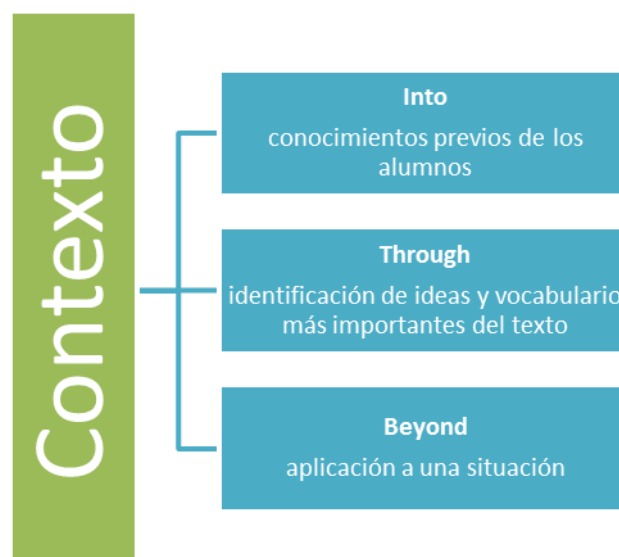 Contexto
Into
conocimientos previos de los
alumnos
Through
identificación de ideas y vocabulario
más importantes del texto
Beyond
aplicación a una situación